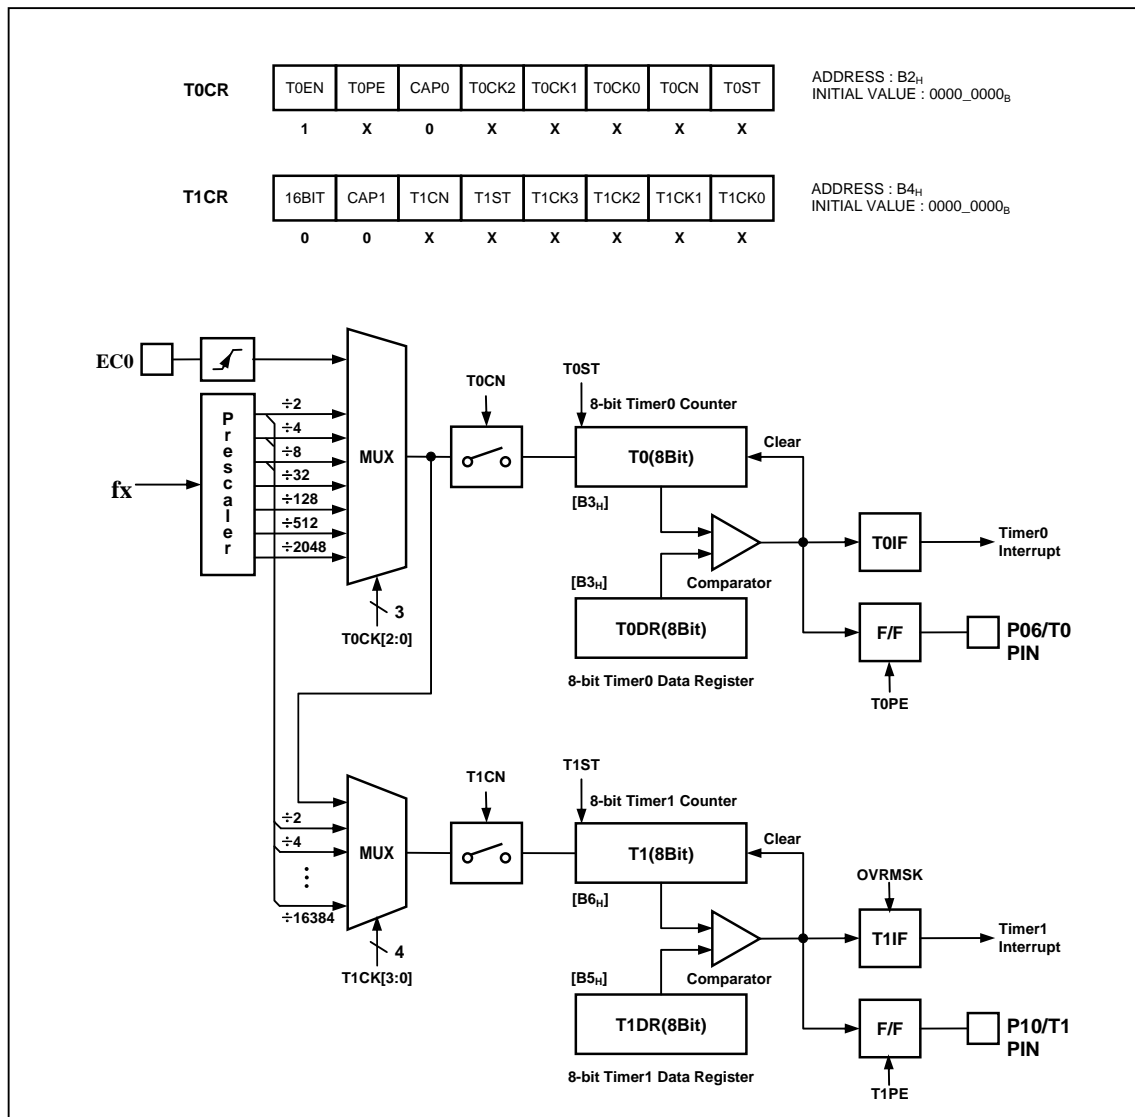 T0CR T0EN T0PE CAP0 T0CK2 T0CK1 T0CK0 T0CN T0ST ADDRESS : B2H
INITIAL VALUE : 0000_0000B
1 X 0 X X X X X
T1CR 16BIT CAP1 T1CN T1ST T1CK3 T1CK2 T1CK1 T1CK0 ADDRESS : B4H
INITIAL VALUE : 0000_0000B
0 0 X X X X X X
EC0
fx
Prescaler
÷2
÷4
÷8
÷32
÷128
÷512
÷2048
MUX
3
T0CK[2:0]
T0CN
T0ST
8-bit Timer0 Counter
T0(8Bit)
Clear
[B3H]
Comparator
[B3H]
T0DR(8Bit)
8-bit Timer0 Data Register
T0IF
Timer0
Interrupt
F/F
P06/T0
PIN
T0PE
÷2
÷4
÷16384
MUX
4
T1CK[3:0]
T1CN
T1ST
8-bit Timer1 Counter
T1(8Bit)
Clear
[B6H]
Comparator
[B5H]
T1DR(8Bit)
8-bit Timer1 Data Register
OVRMSK
T1IF
Timer1
Interrupt
F/F
P10/T1
PIN
T1PE